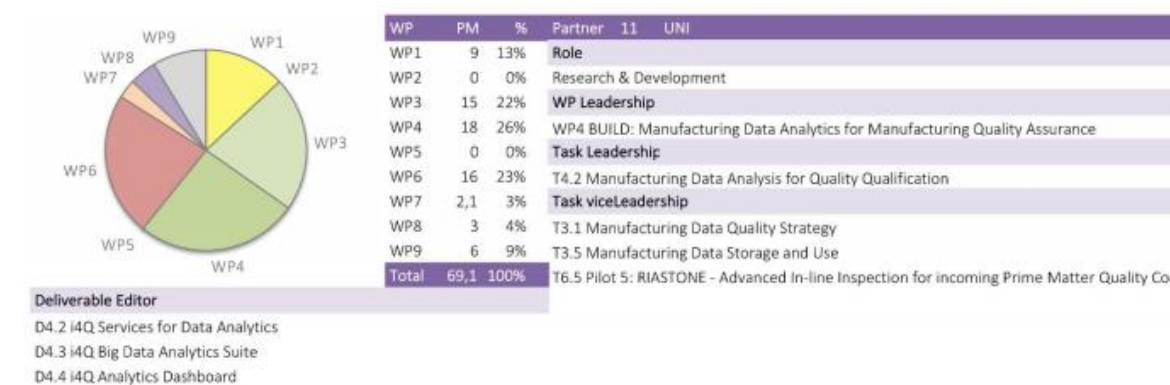 WP9
WP1
WP8
WP2
WP7
WP3
WP6
WP5
WP4
WP PM % Partner 11 UNI
WP1 9 13% Role
WP2 0 0% Research & Development
WP3 15 22% WP Leadership
WP4 18 26% WP4 BUILD: Manufacturing Data Analytics for Manufacturing Quality Assurance
WP5 0 0% Task Leadership
WP6 16 23% T4.2 Manufacturing Data Analysis for Quality Qualification
WP7 2,1 3% Task viceLeadership
WP8 3 4% T3.1 Manufacturing Data Quality Strategy
WP9 6 9% T3.5 Manufacturing Data Storage and Use
Total 69,1 100% T6.5 Pilot 5: RIASTONE - Advanced In-line Inspection for incoming Prime Matter Quality Co
Deliverable Editor
D4.2 i4Q Services for Data Analytics
D4.3 i4Q Big Data Analytics Suite
D4.4 i4Q Analytics Dashboard